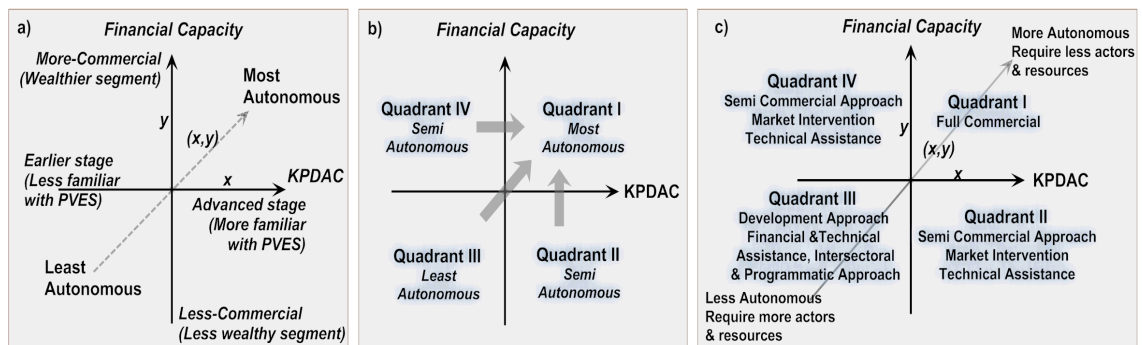 a)
Financial Capacity
More-Commercial
(Wealthier segment)
Most
Autonomous
y
(x,y)
Earlier stage
(Less familiar
with PVES)
x
KPDAC
Advanced stage
(More familiar
with PVES)
Least
Autonomous
Less-Commercial
(Less wealthy segment)
b)
Financial Capacity
Quadrant IV
Semi
Autonomous
Quadrant I
Most
Autonomous
KPDAC
Quadrant III
Least
Autonomous
Quadrant II
Semi
Autonomous
c)
Financial Capacity
More Autonomous
Require less actors
& resources
Quadrant IV
Semi Commercial Approach
Market Intervention
Technical Assistance
Quadrant I
Full Commercial
y
(x,y)
x
KPDAC
Quadrant III
Development Approach
Financial &Technical
Assistance, Intersectoral
& Programmatic Approach
Quadrant II
Semi Commercial Approach
Market Intervention
Technical Assistance
Less Autonomous
Require more actors
& resources